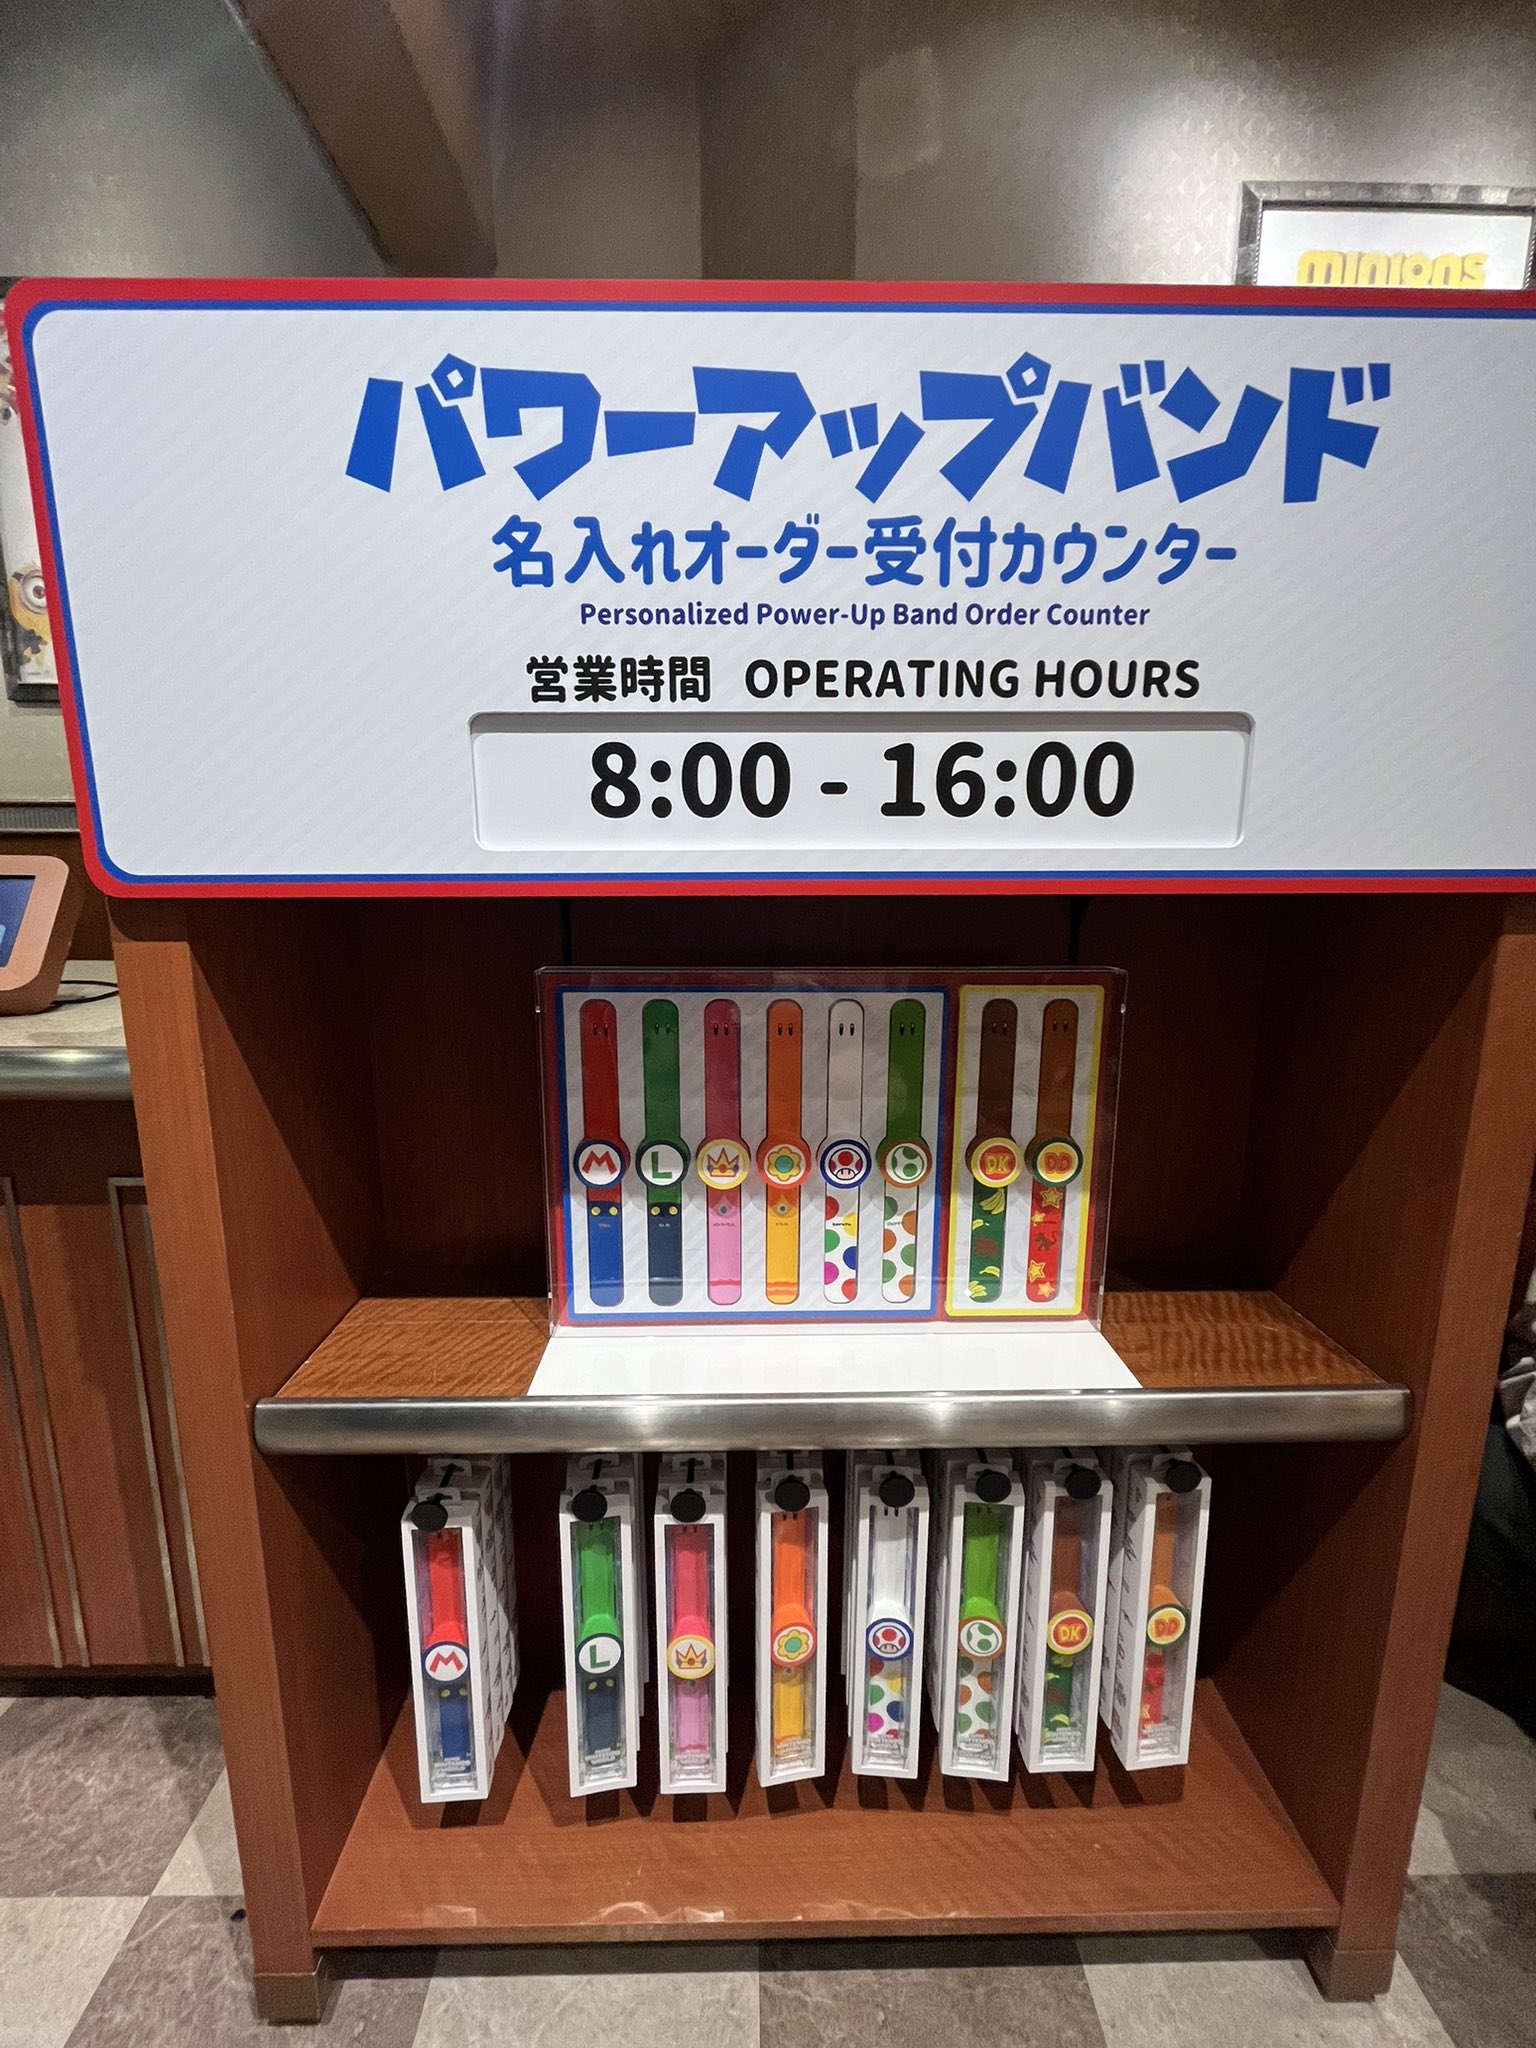 minions
パワーアップバンド
名入れオーダー受付カウンター
Personalized Power-Up Band Order Counter
営業時間 OPERATING HOURS
8:00 - 16:00
M L DK DD
M L DK DD